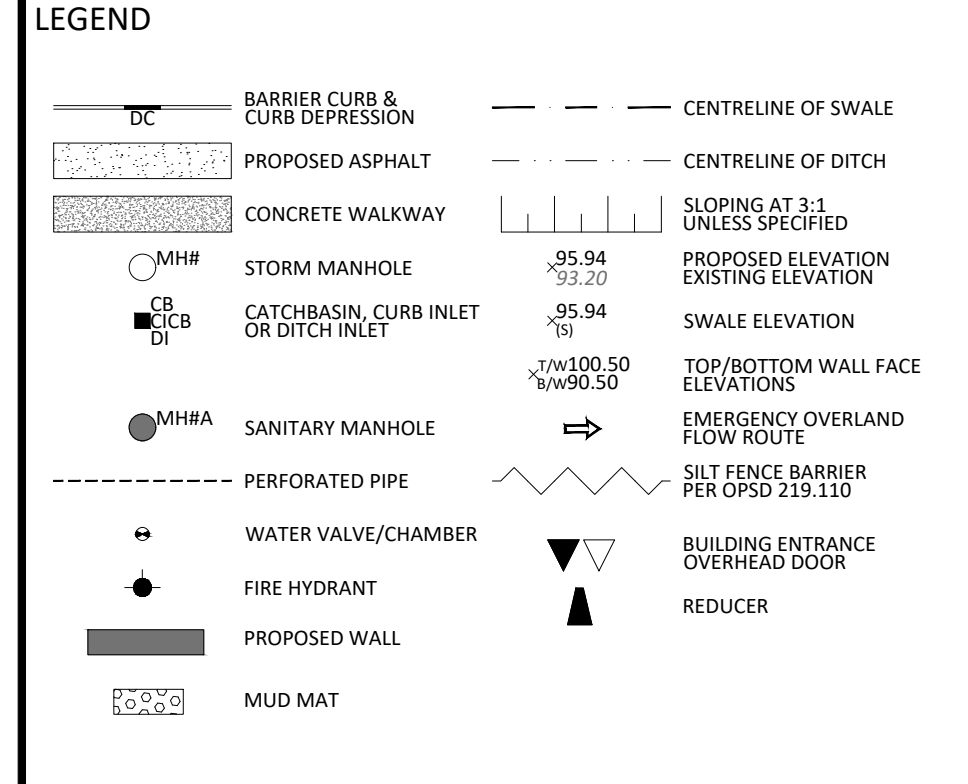 LEGEND
DC
BARRIER CURB &
CURB DEPRESSION
PROPOSED ASPHALT
CONCRETE WALKWAY
MH#
STORM MANHOLE
CB
CICB
DI
CATCHBASIN, CURB INLET
OR DITCH INLET
MH#A
SANITARY MANHOLE
PERFORATED PIPE
WATER VALVE/CHAMBER
FIRE HYDRANT
PROPOSED WALL
MUD MAT
CENTRELINE OF SWALE
CENTRELINE OF DITCH
SLOPING AT 3:1
UNLESS SPECIFIED
95.94
93.20
PROPOSED ELEVATION
EXISTING ELEVATION
95.94
(S)
SWALE ELEVATION
T/W100.50
B/W90.50
TOP/BOTTOM WALL FACE
ELEVATIONS
EMERGENCY OVERLAND
FLOW ROUTE
SILT FENCE BARRIER
PER OPSD 219.110
BUILDING ENTRANCE
OVERHEAD DOOR
REDUCER